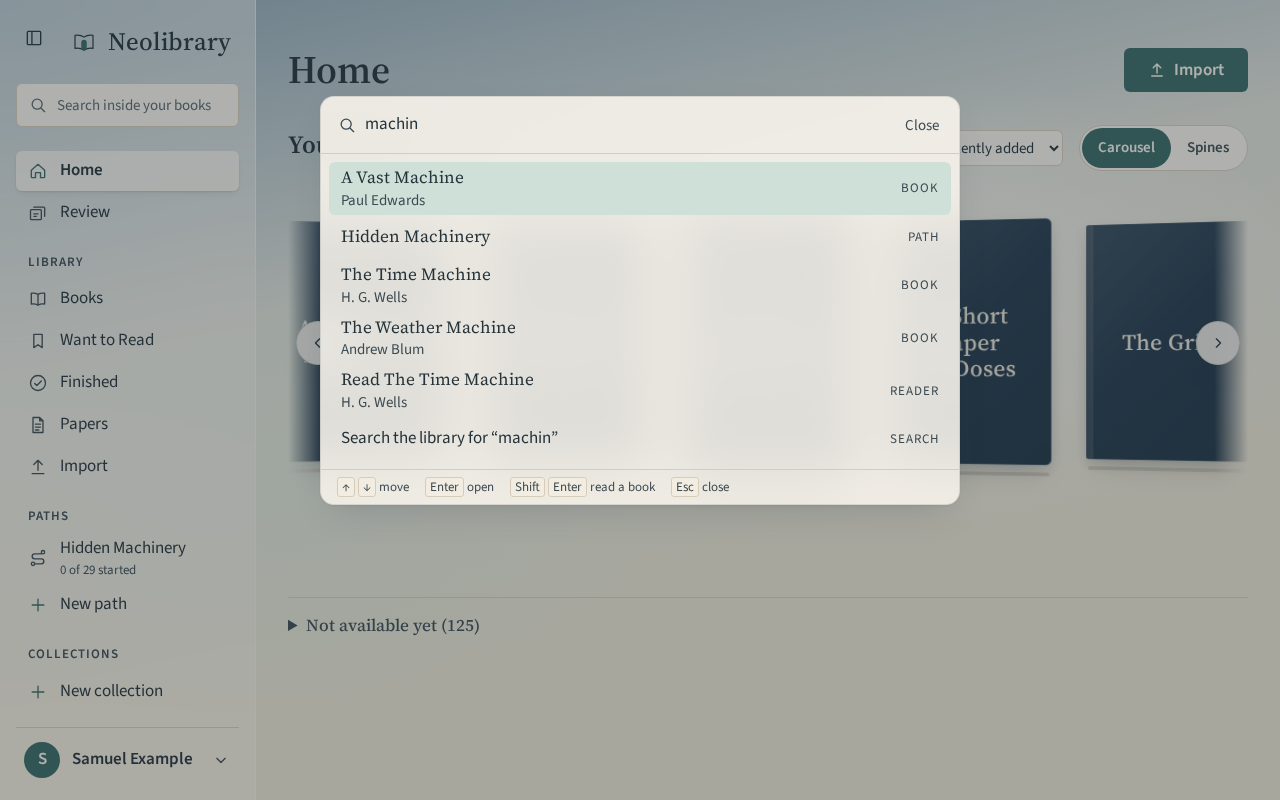 Neolibrary
Search inside your books
Home
Review
LIBRARY
Books
Want to Read
Finished
Papers
Import
PATHS
Hidden Machinery
0 of 29 started
New path
COLLECTIONS
New collection
S Samuel Example
Home
Import
Carousel Spines
machin Close
A Vast Machine
Paul Edwards
BOOK
Hidden Machinery PATH
The Time Machine
H. G. Wells
BOOK
The Weather Machine
Andrew Blum
BOOK
Read The Time Machine
H. G. Wells
READER
Search the library for “machin” SEARCH
↑ ↓ move Enter open Shift Enter read a book Esc close
Short
Doses
The
Not available yet (125)